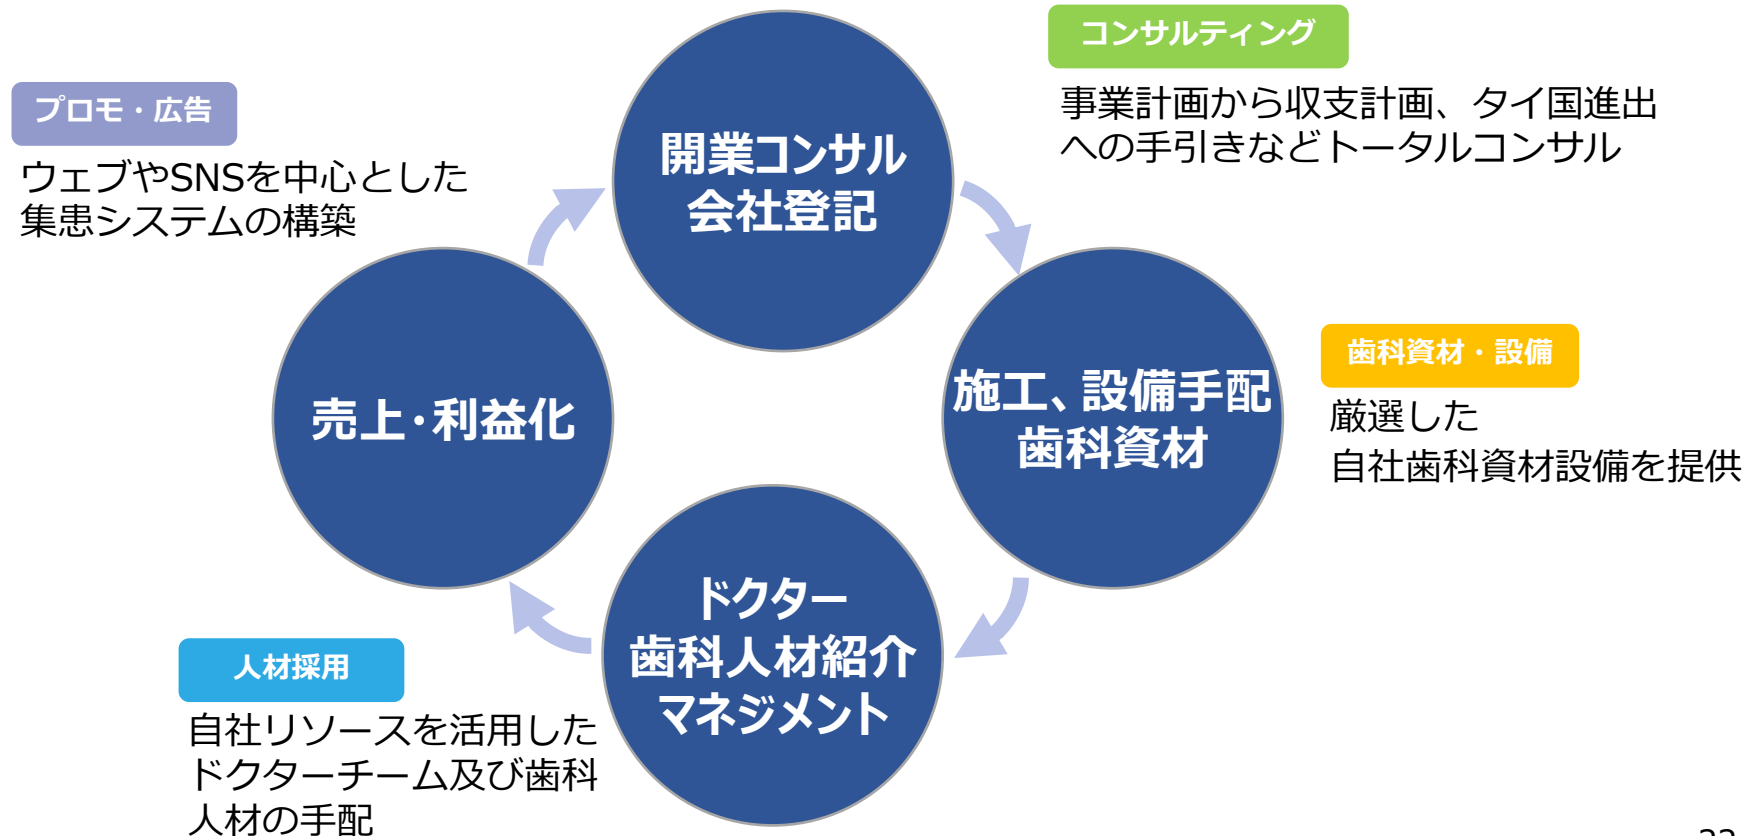 コンサルティング
事業計画から収支計画、タイ国進出
への手引きなどトータルコンサル
プロモ・広告
ウェブやSNSを中心とした
集患システムの構築
開業コンサル
会社登記
歯科資材・設備
厳選した
自社歯科資材設備を提供
施工、設備手配
歯科資材
売上・利益化
ドクター
歯科人材紹介
マネジメント
人材採用
自社リソースを活用した
ドクターチーム及び歯科
人材の手配